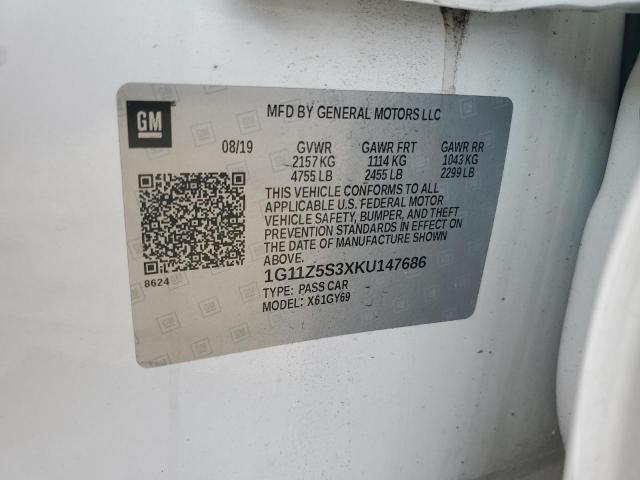 GM
MFD BY GENERAL MOTORS LLC
08/19 GVWR GAWR FRT GAWR RR
2157 KG 1114 KG 1043 KG
4755 LB 2455 LB 2299 LB
THIS VEHICLE CONFORMS TO ALL
APPLICABLE U.S. FEDERAL MOTOR
VEHICLE SAFETY, BUMPER, AND THEFT
PREVENTION STANDARDS IN EFFECT ON
THE DATE OF MANUFACTURE SHOWN
ABOVE.
8624
1G11Z5S3XKU147686
TYPE: PASS CAR
MODEL: X61GY69